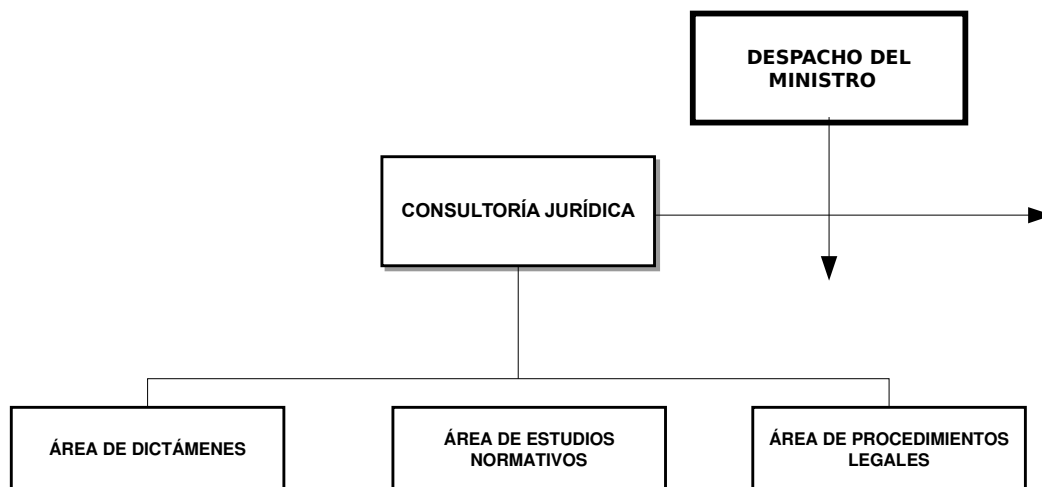 DESPACHO DEL
MINISTRO
CONSULTORÍA JURÍDICA
ÁREA DE DICTÁMENES
ÁREA DE ESTUDIOS
NORMATIVOS
ÁREA DE PROCEDIMIENTOS
LEGALES